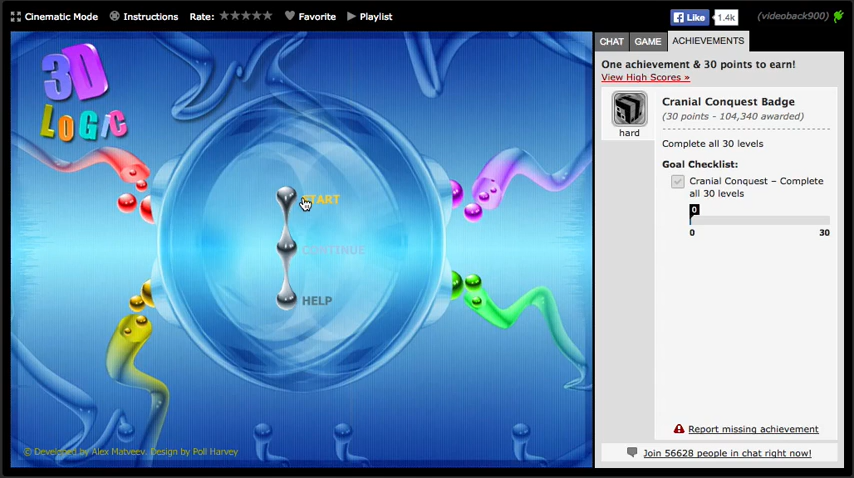 Cinematic Mode Instructions Rate: Favorite Playlist
Like 1.4k (videoback900)
CHAT GAME ACHIEVEMENTS
3D
LOGIC
One achievement & 30 points to earn!
View High Scores »
hard
Cranial Conquest Badge
(30 points - 104,340 awarded)
Complete all 30 levels
Goal Checklist:
Cranial Conquest – Complete
all 30 levels
0
0 30
START
CONTINUE
HELP
Report missing achievement
© Developed by Alex Matveev. Design by Poll Harvey
Join 56628 people in chat right now!